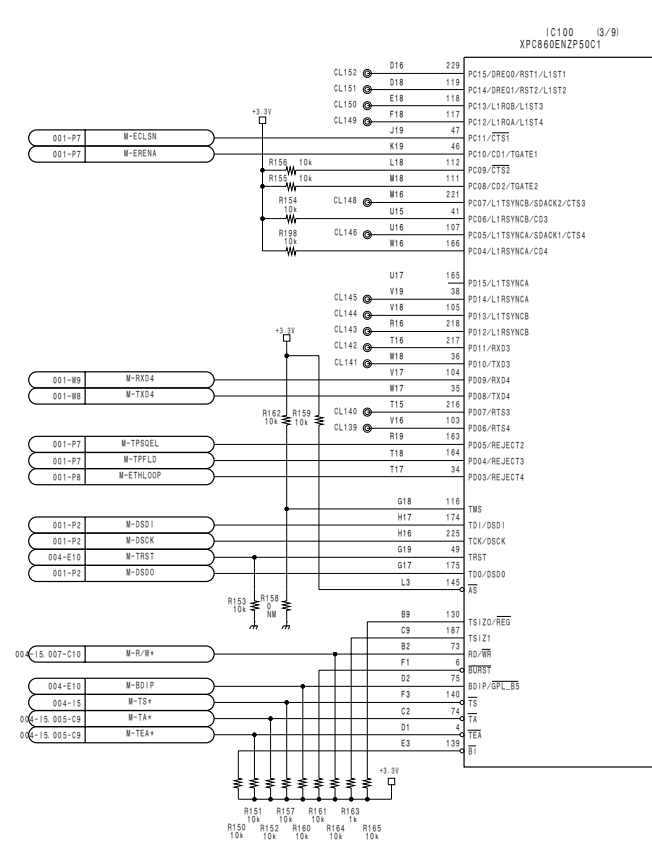 IC100 (3/9)
XPC860ENZP50C1
CL152 D16 229 PC15/DREQ0/RST1/L1ST1
CL151 D18 119 PC14/DREQ1/RST2/L1ST2
CL150 E18 118 PC13/L1RQB/L1ST3
CL149 F18 117 PC12/L1RQA/L1ST4
+3.3V
001-P7 M-ECLSN J19 47 PC11/CTS1
001-P7 M-ERENA K19 46 PC10/CD1/TGATE1
R156 10k L18 112 PC09/CTS2
R155 10k M18 111 PC08/CD2/TGATE2
CL148 M16 221 PC07/L1TSYNCB/SDACK2/CTS3
R154 10k U15 41 PC06/L1RSYNCB/CD3
CL146 U16 107 PC05/L1TSYNCA/SDACK1/CTS4
R198 10k W16 166 PC04/L1RSYNCA/CD4
U17 165 PD15/L1TSYNCA
CL145 V19 38 PD14/L1RSYNCA
CL144 V18 105 PD13/L1TSYNCB
CL143 R16 218 PD12/L1RSYNCB
+3.3V
CL142 T16 217 PD11/RXD3
CL141 W18 36 PD10/TXD3
001-W9 M-RXD4 V17 104 PD09/RXD4
001-W8 M-TXD4 W17 35 PD08/TXD4
R162 10k R159 10k
CL140 T15 216 PD07/RTS3
CL139 V16 103 PD06/RTS4
001-P7 M-TPSQEL R19 163 PD05/REJECT2
001-P7 M-TPFLD T18 164 PD04/REJECT3
001-P8 M-ETHLOOP T17 34 PD03/REJECT4
G18 116 TMS
001-P2 M-DSDI H17 174 TDI/DSDI
001-P2 M-DSCK H16 225 TCK/DSCK
004-E10 M-TRST G19 49 TRST
001-P2 M-DSDO G17 175 TDO/DSDO
L3 145 AS
R153 10k R158 0 NM
B9 130 TSIZ0/REG
C9 187 TSIZ1
004-I5,007-C10 M-R/W* B2 73 RD/WR
F1 6 BURST
004-E10 M-BDIP D2 75 BDIP/GPL_B5
004-I5 M-TS* F3 140 TS
004-I5,005-C9 M-TA* C2 74 TA
004-I5,005-C9 M-TEA* D1 4 TEA
E3 139 BI
+3.3V
R151 10k R157 10k R161 10k R163 1k
R150 10k R152 10k R160 10k R164 10k R165 10k